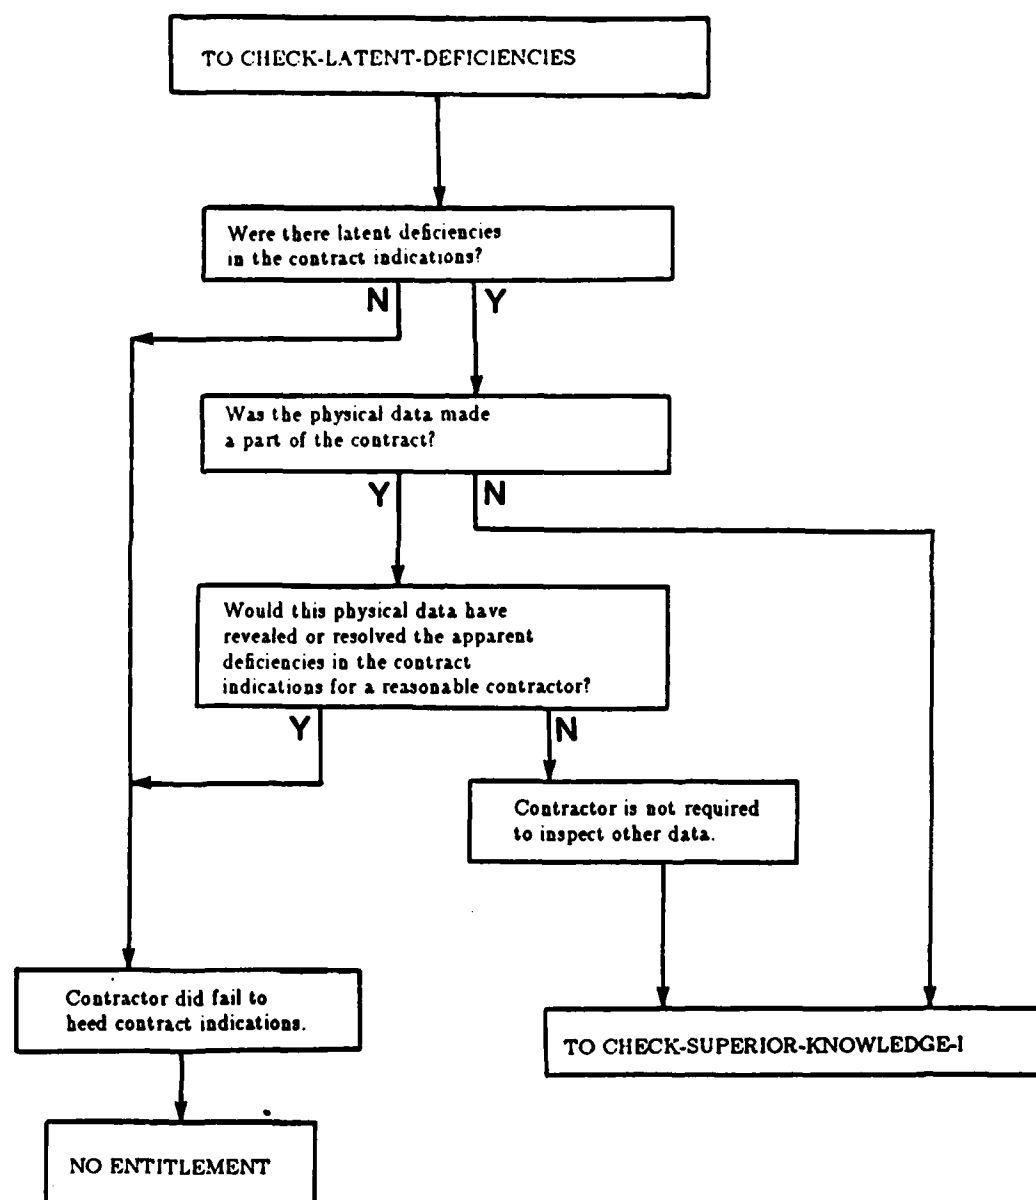 TO CHECK-LATENT-DEFICIENCIES
Were there latent deficiencies
in the contract indications?
N
Y
Was the physical data made
a part of the contract?
Y
N
Would this physical data have
revealed or resolved the apparent
deficiencies in the contract
indications for a reasonable contractor?
Y
N
Contractor is not required
to inspect other data.
Contractor did fail to
heed contract indications.
TO CHECK-SUPERIOR-KNOWLEDGE-I
NO ENTITLEMENT